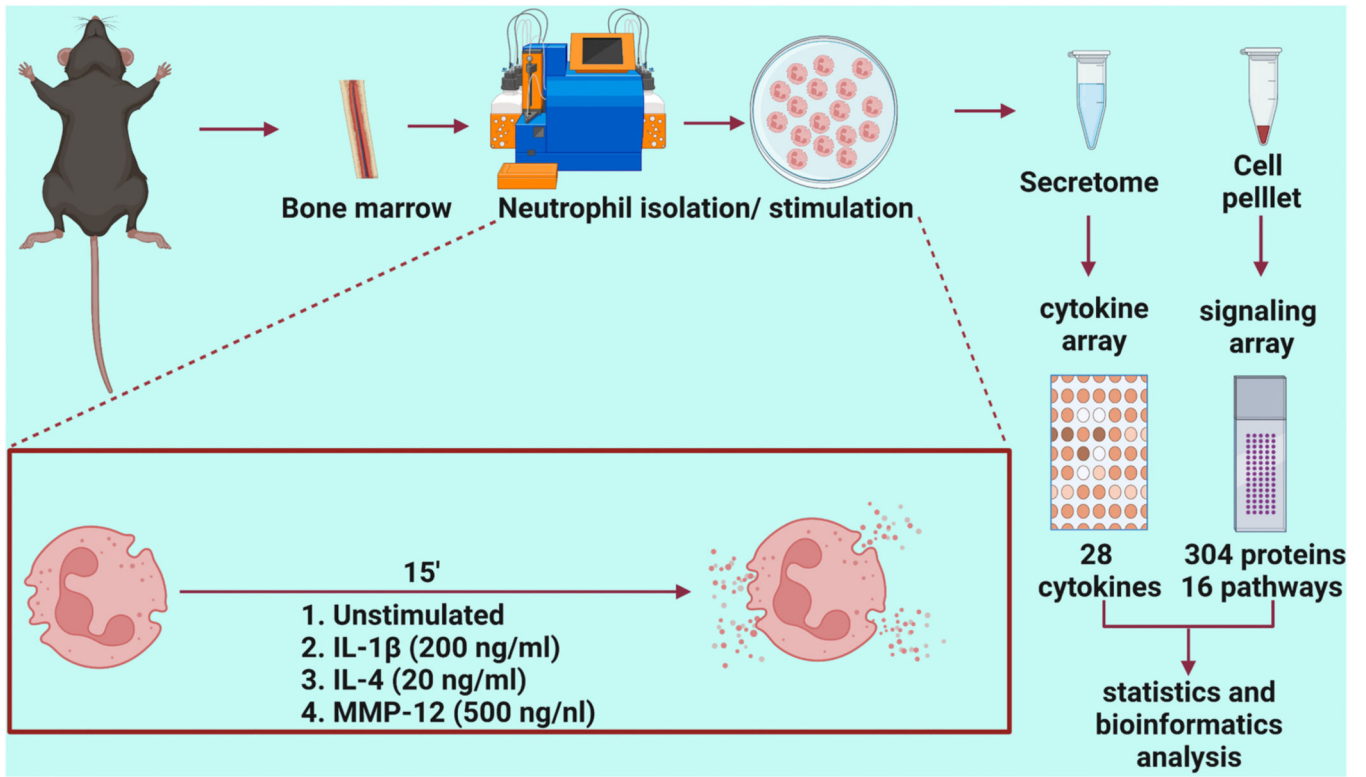 Bone marrow
Neutrophil isolation/ stimulation
Secretome
Cell
pelllet
cytokine
array
signaling
array
28
cytokines
304 proteins
16 pathways
statistics and
bioinformatics
analysis
15'
1. Unstimulated
2. IL-1β (200 ng/ml)
3. IL-4 (20 ng/ml)
4. MMP-12 (500 ng/nl)